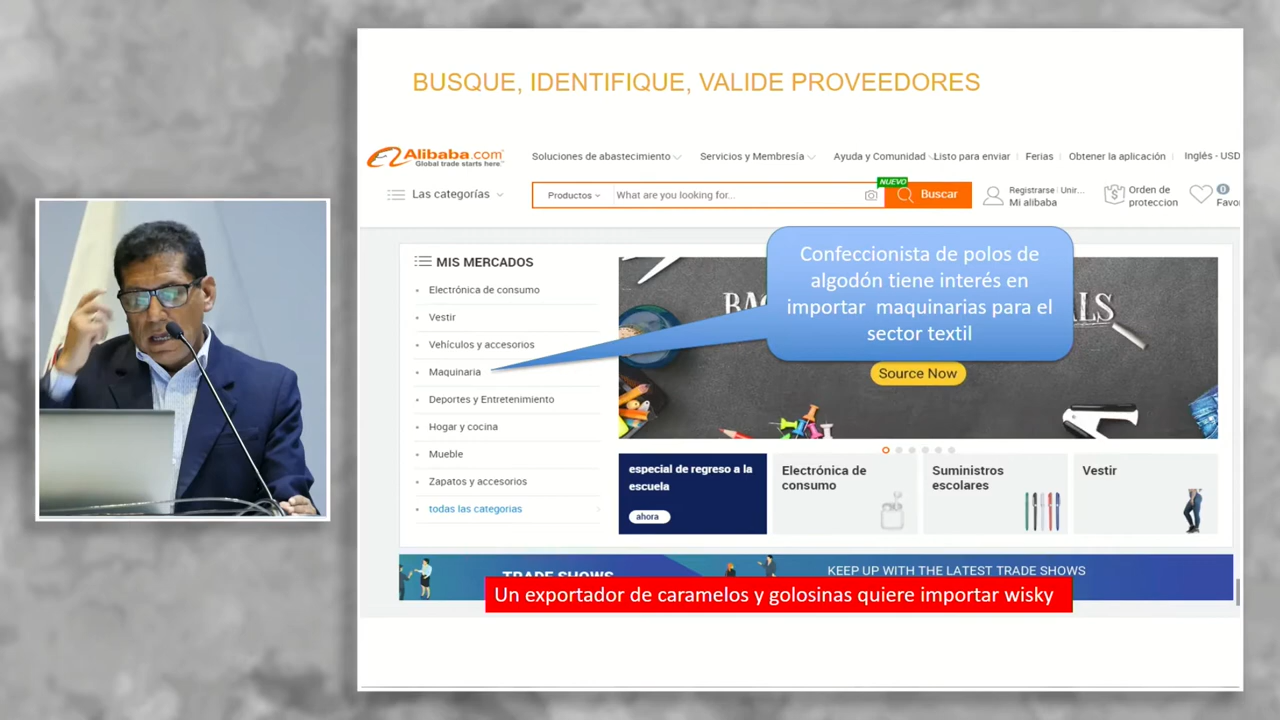 BUSQUE, IDENTIFIQUE, VALIDE PROVEEDORES
Alibaba.com
Global trade starts here.
Soluciones de abastecimiento
Servicios y Membresía
Ayuda y Comunidad
Listo para enviar
Ferias
Obtener la aplicación
Inglés - USD
Las categorías
Productos
What are you looking for...
NUEVO
Buscar
Registrarse Unir...
Mi alibaba
Orden de
proteccion
0
Favo
MIS MERCADOS
Electrónica de consumo
Vestir
Vehículos y accesorios
Maquinaria
Deportes y Entretenimiento
Hogar y cocina
Mueble
Zapatos y accesorios
todas las categorias
Confeccionista de polos de
algodón tiene interés en
importar maquinarias para el
sector textil
Source Now
especial de regreso a la
escuela
ahora
Electrónica de
consumo
Suministros
escolares
Vestir
TRADE SHOWS
KEEP UP WITH THE LATEST TRADE SHOWS
Un exportador de caramelos y golosinas quiere importar wisky